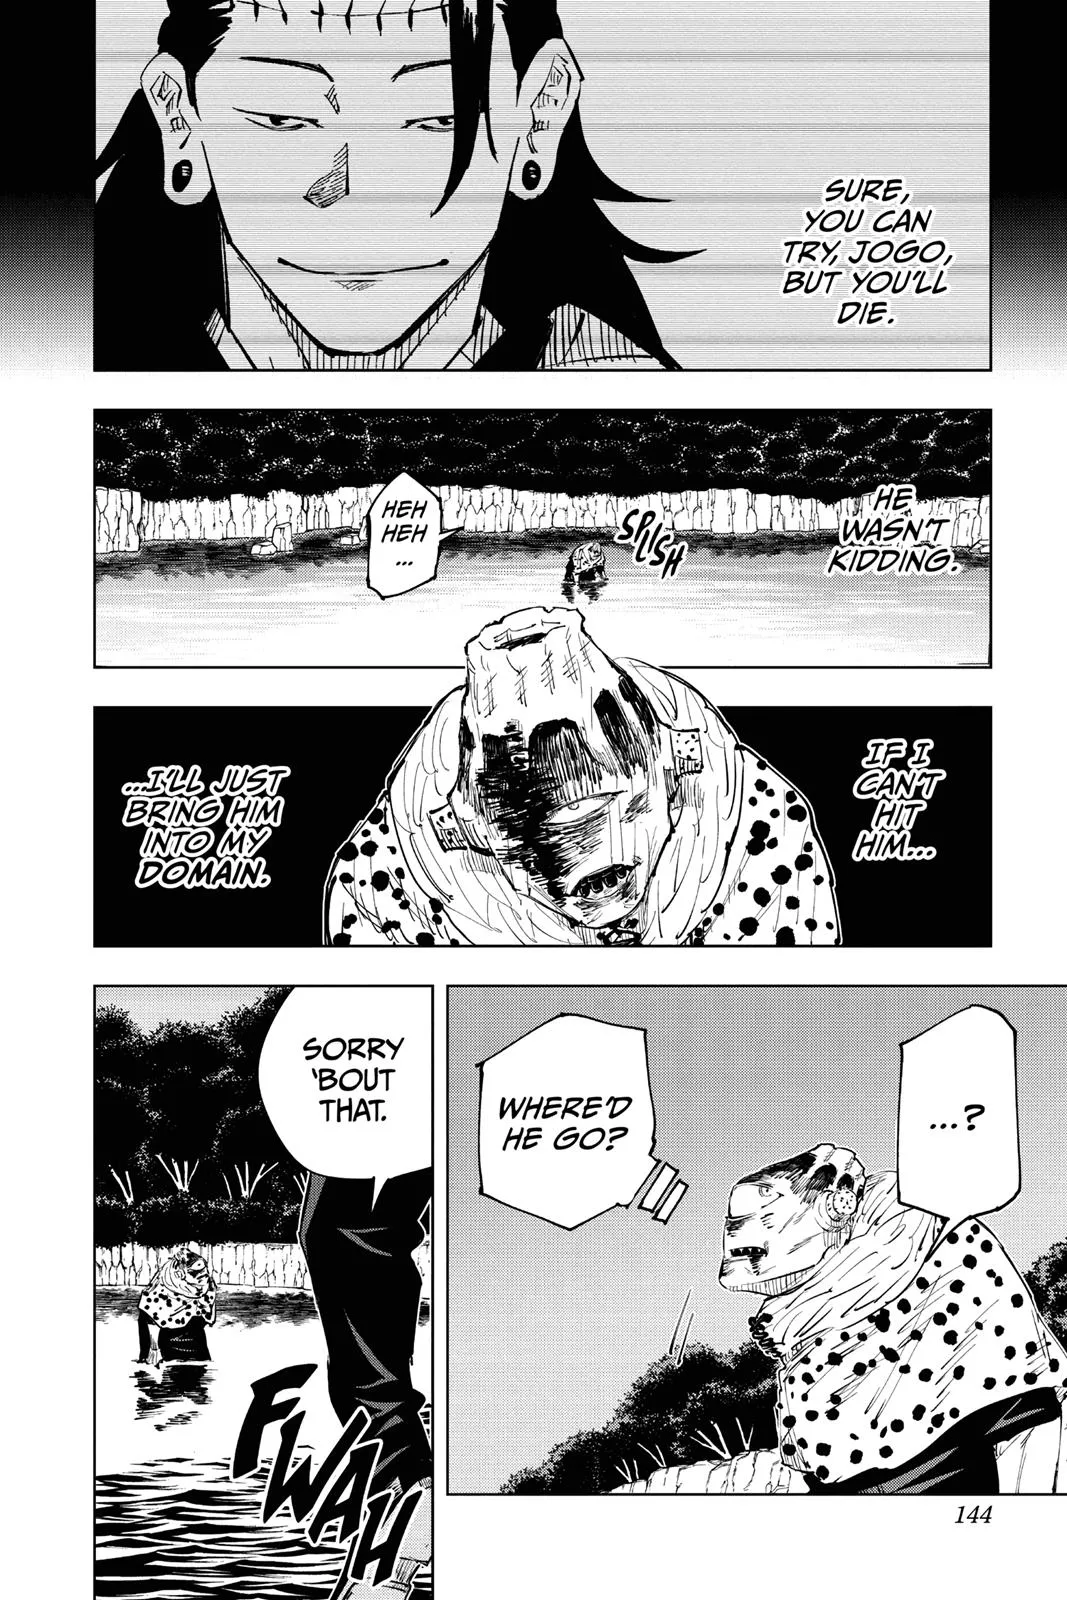 SURE,
YOU CAN
TRY, JOGO,
BUT YOU'LL
DIE.
HE
WASN'T
KIDDING.
SPLISH
HEH
HEH
...
IF I
CAN'T
HIT
HIM...
...I'LL JUST
BRING HIM
INTO MY
DOMAIN.
...?
WHERE'D
HE GO?
SORRY
'BOUT
THAT.
FWAH
144